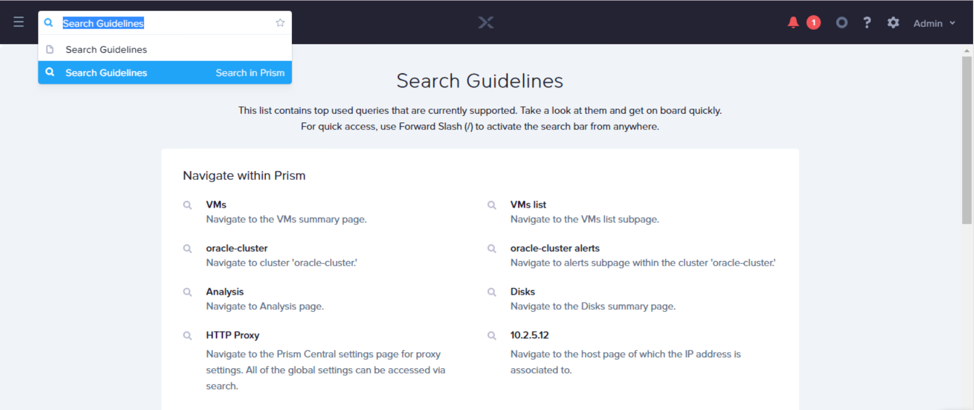 Search Guidelines
1
?
Admin
Search Guidelines
Search Guidelines Search in Prism
Search Guidelines
This list contains top used queries that are currently supported. Take a look at them and get on board quickly.
For quick access, use Forward Slash (/) to activate the search bar from anywhere.
Navigate within Prism
VMs
Navigate to the VMs summary page.
VMs list
Navigate to the VMs list subpage.
oracle-cluster
Navigate to cluster 'oracle-cluster.'
oracle-cluster alerts
Navigate to alerts subpage within the cluster 'oracle-cluster.'
Analysis
Navigate to Analysis page.
Disks
Navigate to the Disks summary page.
HTTP Proxy
Navigate to the Prism Central settings page for proxy
settings. All of the global settings can be accessed via
search.
10.2.5.12
Navigate to the host page of which the IP address is
associated to.